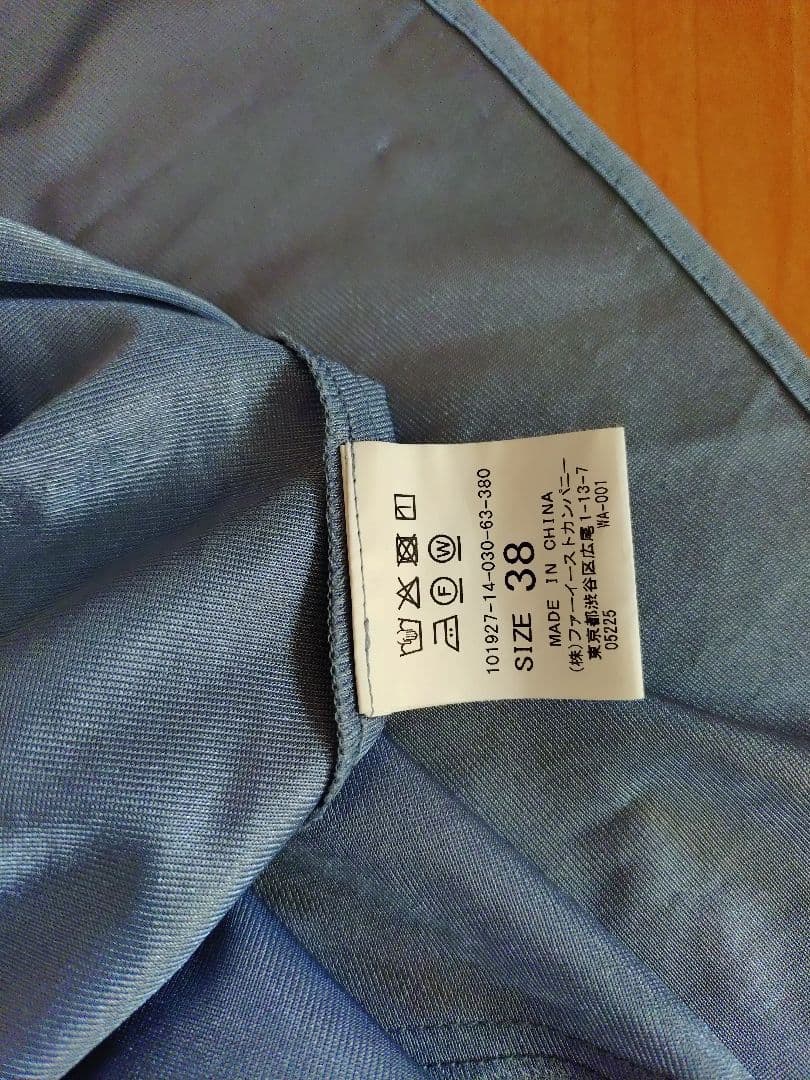 Ⓕ Ⓦ
101927-14-030-63-380
SIZE 38
MADE IN CHINA
(株)ファーイーストカンパニー
東京都渋谷区広尾1-13-7
05225 WA-001